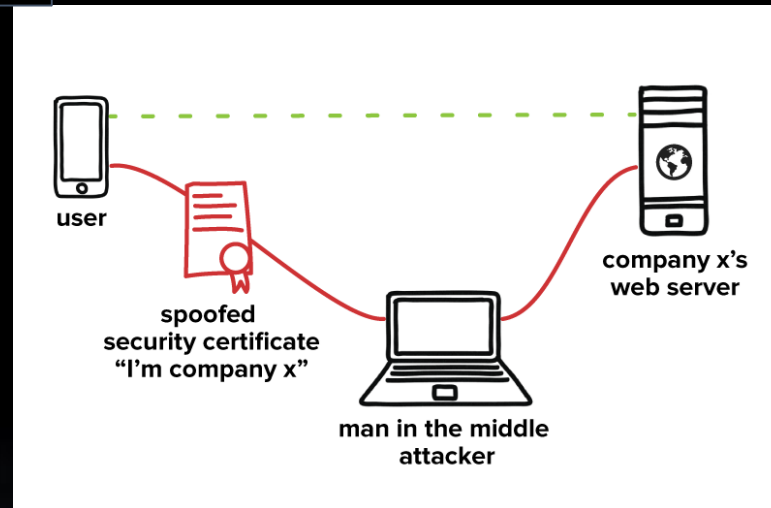 user
spoofed
security certificate
“I’m company x”
man in the middle
attacker
company x’s
web server